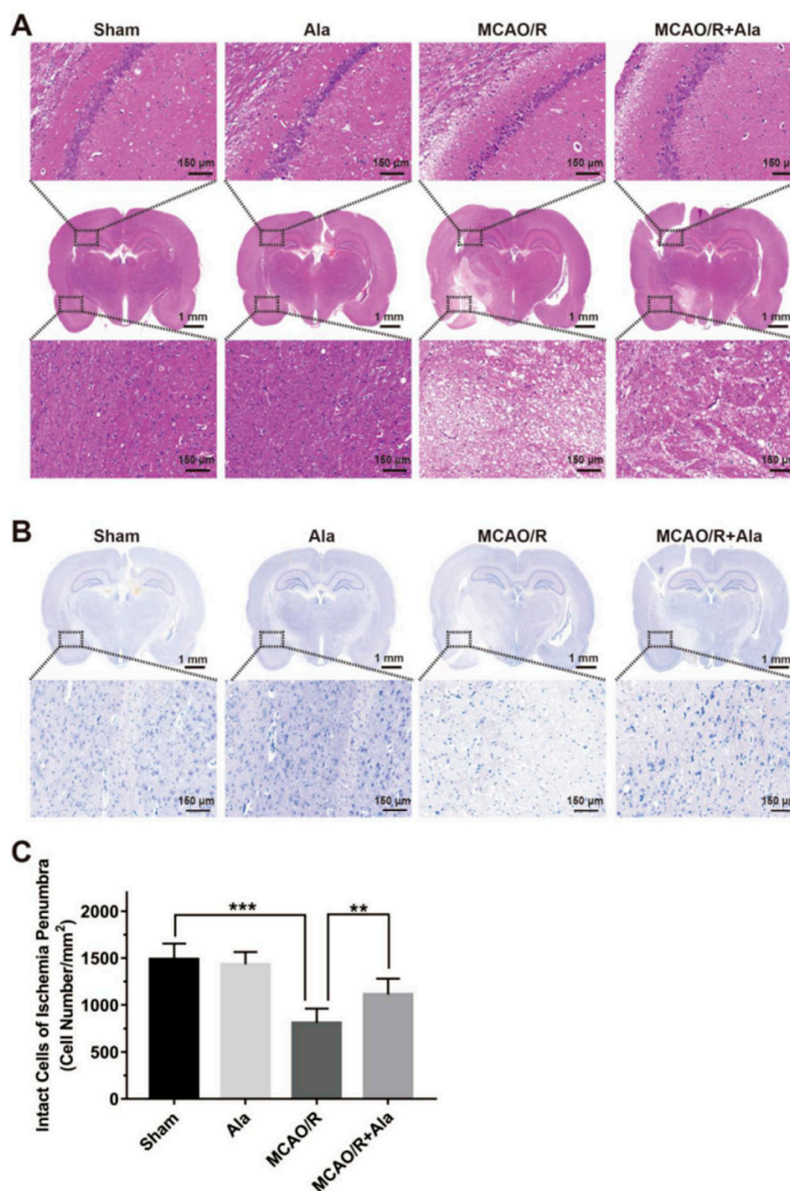 A
Sham Ala MCAO/R MCAO/R+Ala
150 µm 150 µm 150 µm 150 µm
1 mm 1 mm 1 mm 1 mm
150 µm 150 µm 150 µm 150 µm
B
Sham Ala MCAO/R MCAO/R+Ala
1 mm 1 mm 1 mm 1 mm
150 µm 150 µm 150 µm 150 µm
C
Intact Cells of Ischemia Penumbra
(Cell Number/mm²)
2000
1500
1000
500
0
*** **
Sham Ala MCAO/R MCAO/R+Ala